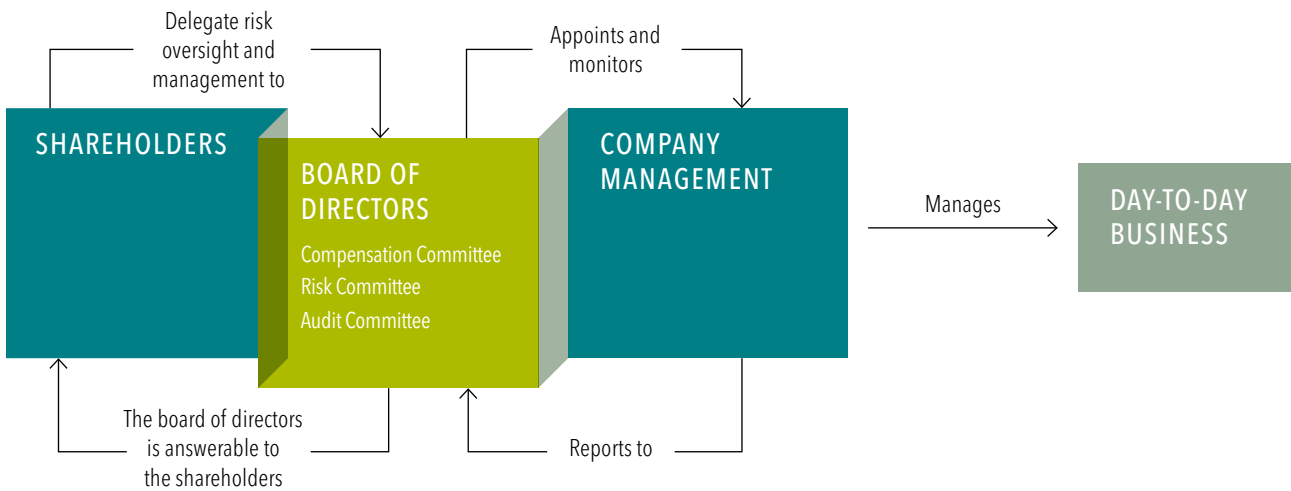 Delegate risk
oversight and
management to
Appoints and
monitors
SHAREHOLDERS
BOARD OF
DIRECTORS
Compensation Committee
Risk Committee
Audit Committee
COMPANY
MANAGEMENT
Manages
DAY-TO-DAY
BUSINESS
The board of directors
is answerable to
the shareholders
Reports to